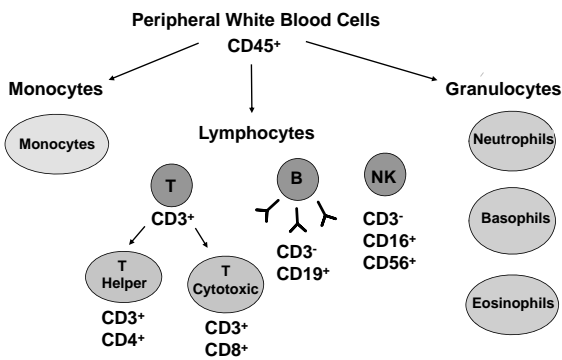 Peripheral White Blood Cells
CD45⁺
Monocytes
Monocytes
Lymphocytes
T
CD3⁺
T
Helper
CD3⁺
CD4⁺
T
Cytotoxic
CD3⁺
CD8⁺
B
CD3⁻
CD19⁺
NK
CD3⁻
CD16⁺
CD56⁺
Granulocytes
Neutrophils
Basophils
Eosinophils